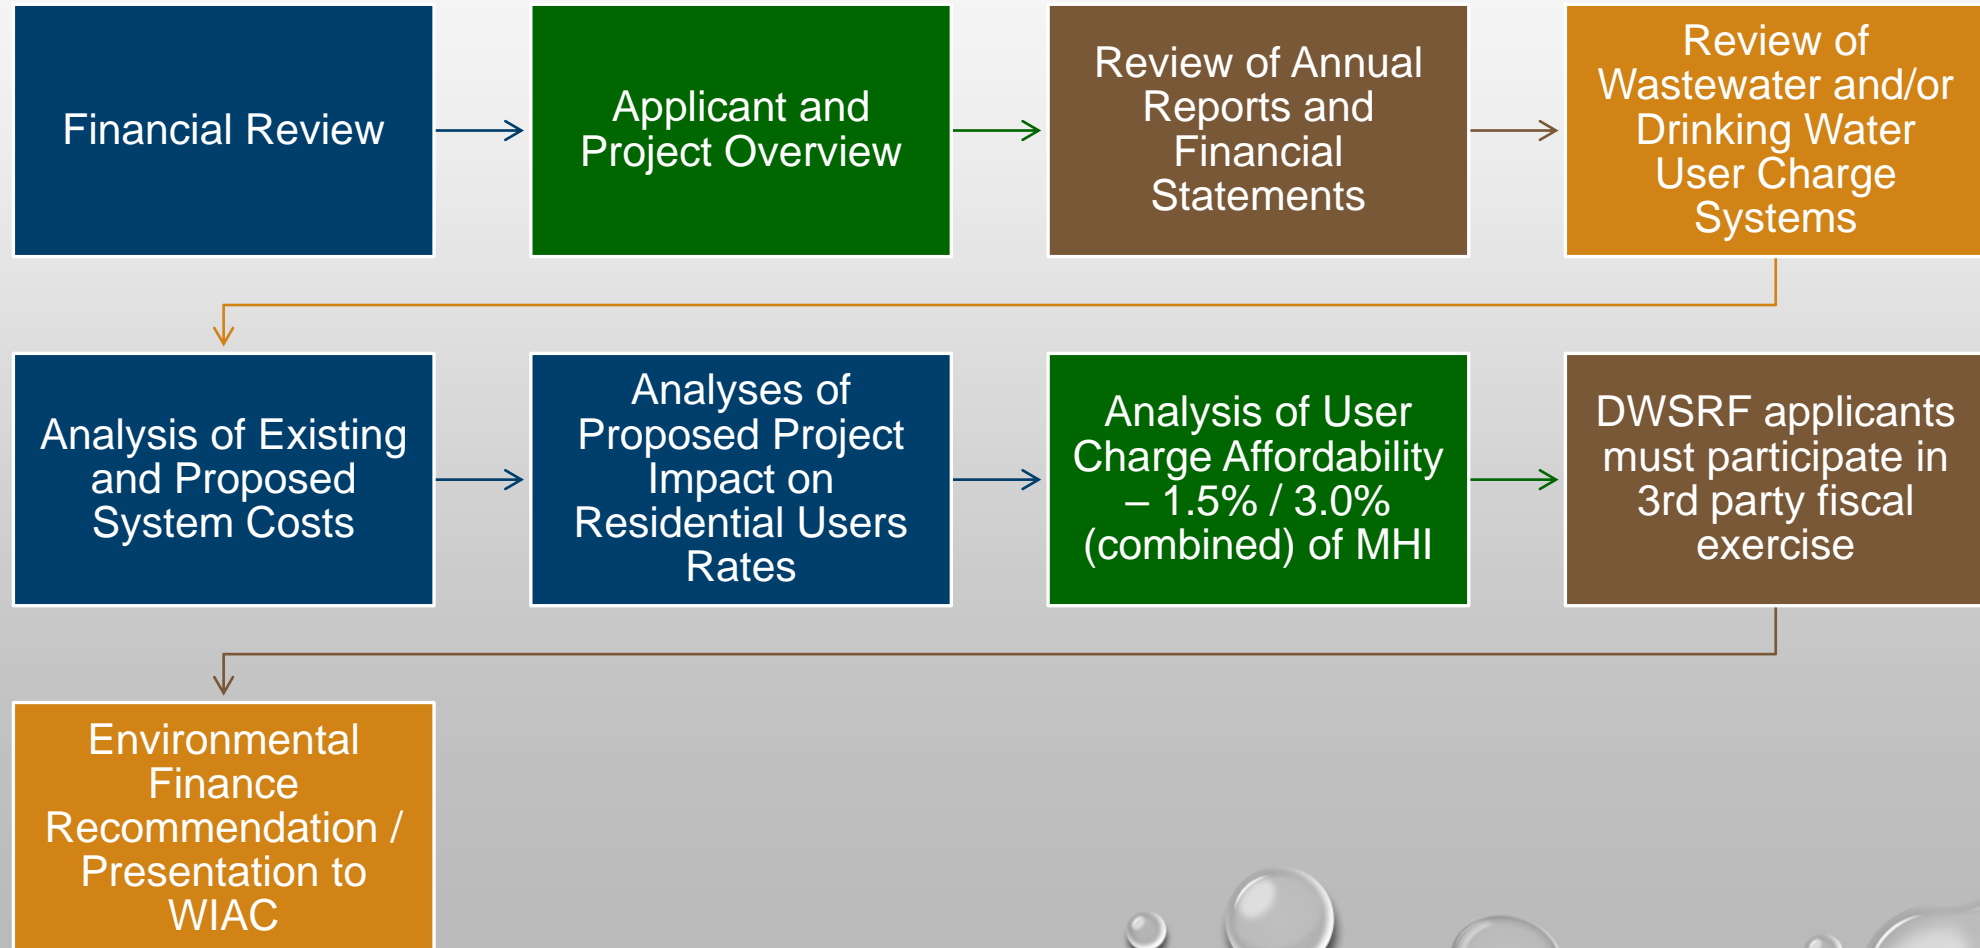 Financial Review
Applicant and
Project Overview
Review of Annual
Reports and
Financial
Statements
Review of
Wastewater and/or
Drinking Water
User Charge
Systems
Analysis of Existing
and Proposed
System Costs
Analyses of
Proposed Project
Impact on
Residential Users
Rates
Analysis of User
Charge Affordability
– 1.5% / 3.0%
(combined) of MHI
DWSRF applicants
must participate in
3rd party fiscal
exercise
Environmental
Finance
Recommendation /
Presentation to
WIAC